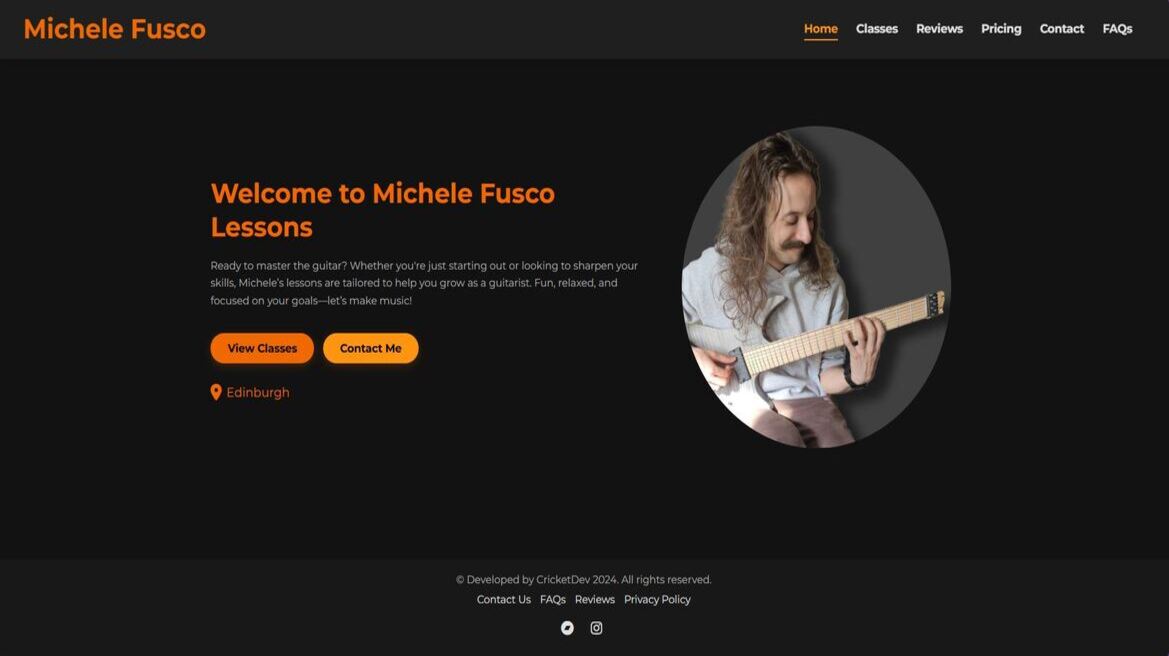 Michele Fusco
Home Classes Reviews Pricing Contact FAQs
Welcome to Michele Fusco
Lessons
Ready to master the guitar? Whether you're just starting out or looking to sharpen your
skills, Michele's lessons are tailored to help you grow as a guitarist. Fun, relaxed, and
focused on your goals—let's make music!
View Classes Contact Me
Edinburgh
© Developed by CricketDev 2024. All rights reserved.
Contact Us FAQs Reviews Privacy Policy